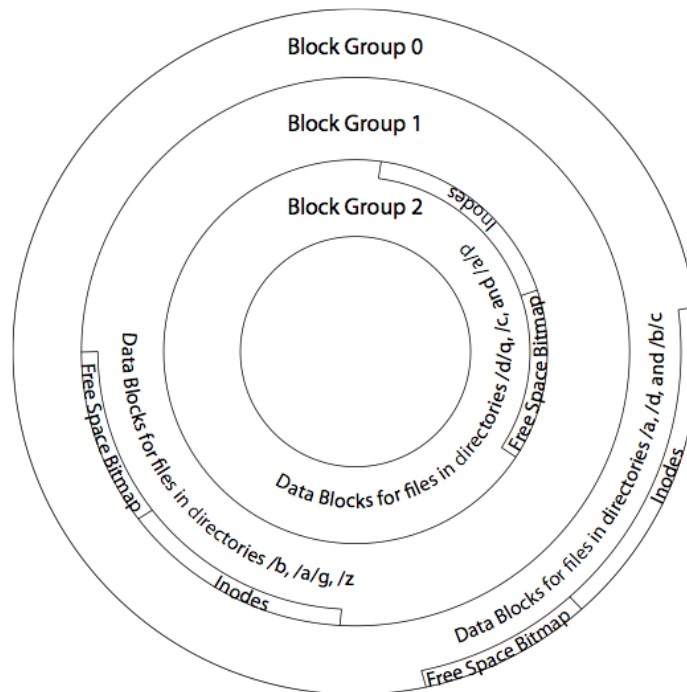 Block Group 0
Block Group 1
Block Group 2
Inodes
Data Blocks for files in directories /d/q, /c, and /a/p
Free Space Bitmap
Data Blocks for files in directories /b, /a/g, /z
Free Space Bitmap
Inodes
Data Blocks for files in directories /a, /d, and /b/c
Inodes
Free Space Bitmap